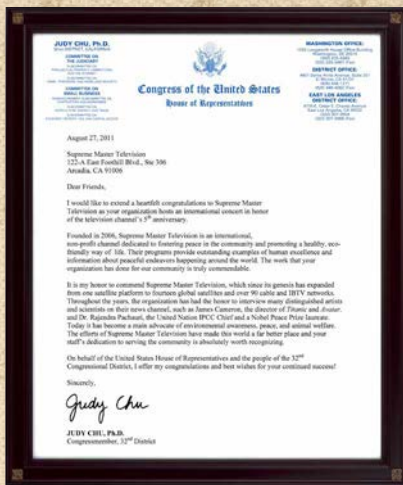 JUDY CHU, Ph.D.
32ND DISTRICT, CALIFORNIA
COMMITTEE ON
THE JUDICIARY
COMMITTEE ON
SMALL BUSINESS
Congress of the United States
House of Representatives
WASHINGTON OFFICE:
DISTRICT OFFICE:
EAST LOS ANGELES
DISTRICT OFFICE:
August 27, 2011
Supreme Master Television
122-A East Foothill Blvd., Ste 306
Arcadia, CA 91006
Dear Friends,
I would like to extend a heartfelt congratulations to Supreme Master
Television as your organization hosts an international concert in honor
of the television channel's 5th anniversary.
Founded in 2006, Supreme Master Television is an international,
non-profit channel dedicated to fostering peace in the community and promoting a healthy, eco-
friendly way of life. Their programs provide outstanding examples of human excellence and
information about peaceful endeavors happening around the world. The work that your
organization has done for our community is truly commendable.
It is my honor to commend Supreme Master Television, which since its genesis has expanded
from one satellite platform to fourteen global satellites and over 90 cable and IBTV networks.
Throughout the years, the organization has had the honor to interview many distinguished artists
and scientists on their news channel, such as James Cameron, the director of Titanic and Avatar,
and Dr. Rajendra Pachauri, the United Nation IPCC Chief and a Nobel Peace Prize laureate.
Today it has become a main advocate of environmental awareness, peace, and animal welfare.
The efforts of Supreme Master Television have made this world a far better place and your
staff's dedication to serving the community is absolutely worth recognizing.
On behalf of the United States House of Representatives and the people of the 32nd
Congressional District, I offer my congratulations and best wishes for your continued success!
Sincerely,
Judy Chu
JUDY CHU, Ph.D.
Congressmember, 32nd District